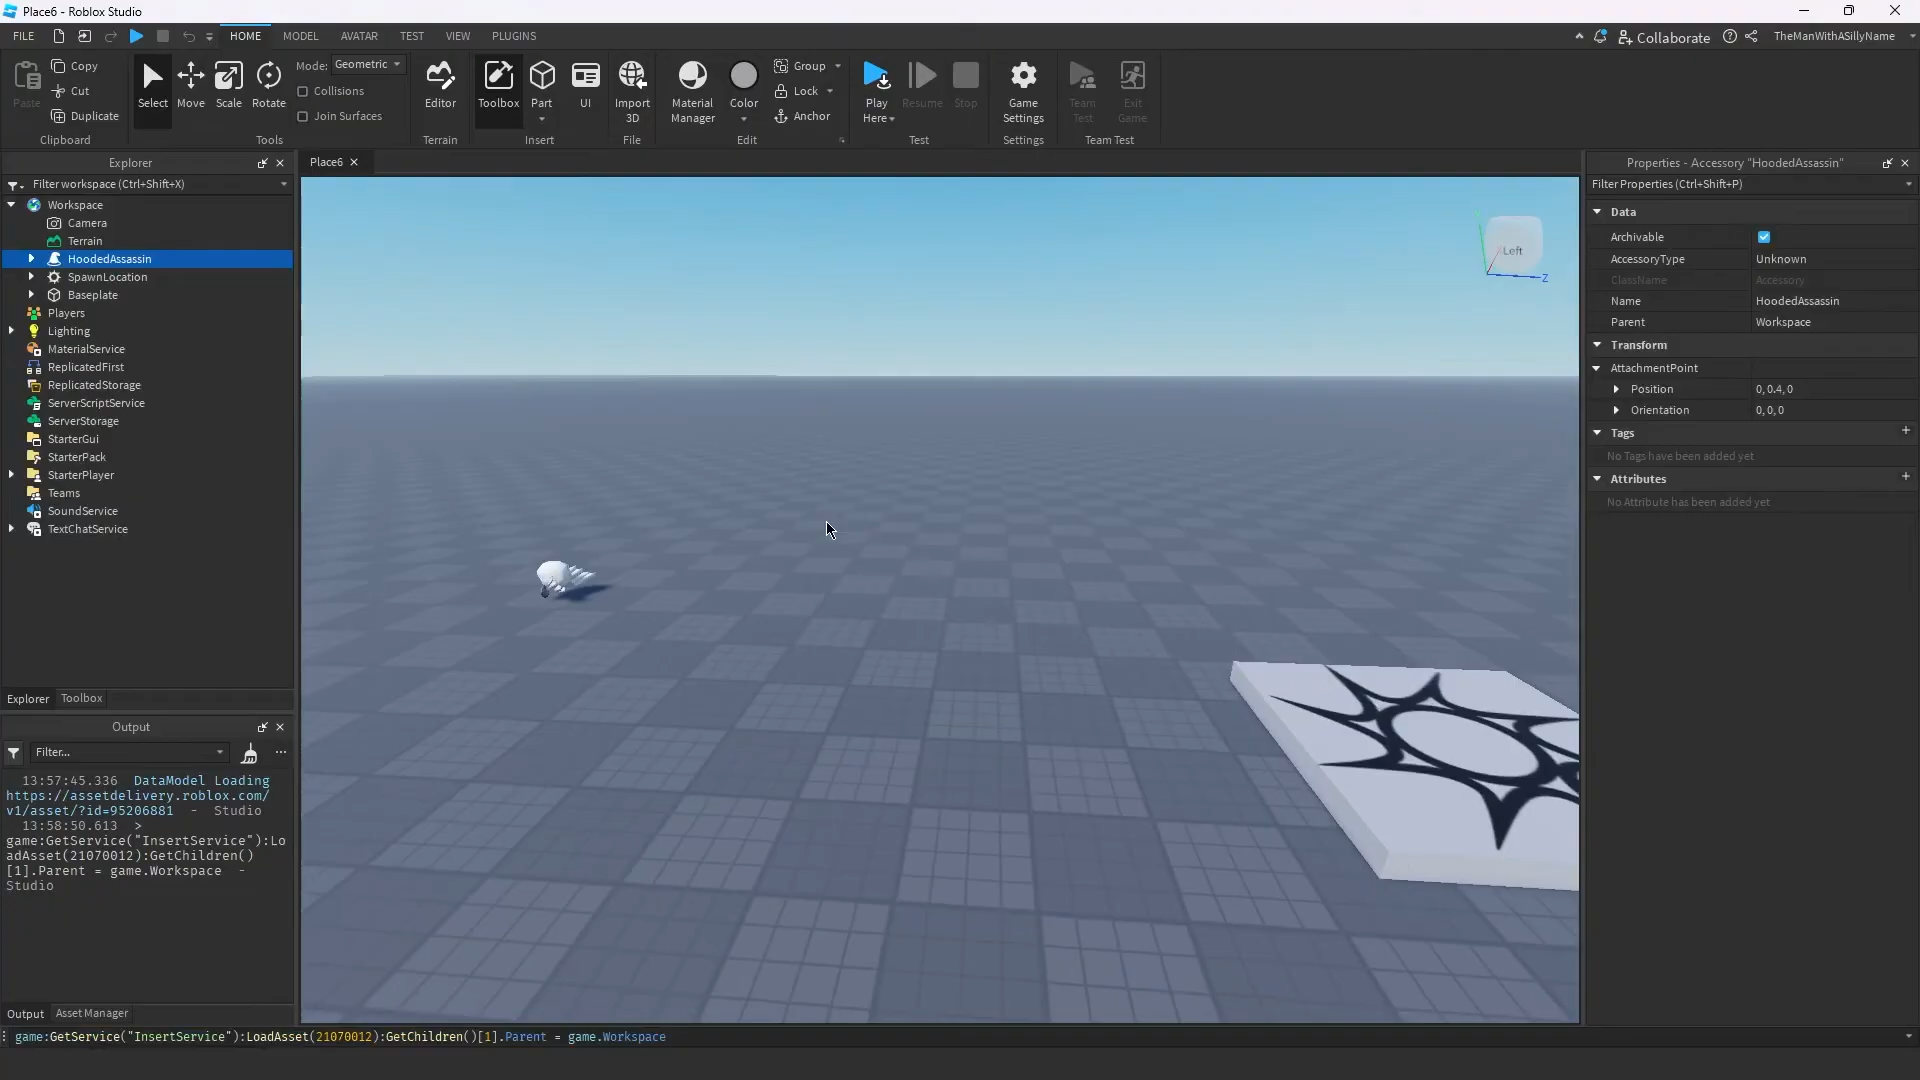 Place6 - Roblox Studio
FILE
HOME
MODEL
AVATAR
TEST
VIEW
PLUGINS
Collaborate
TheManWithASillyName
Paste
Copy
Cut
Duplicate
Clipboard
Select
Move
Scale
Rotate
Mode:
Geometric
Collisions
Join Surfaces
Tools
Editor
Terrain
Toolbox
Part
UI
Insert
Import
3D
File
Material
Manager
Color
Group
Lock
Anchor
Edit
Play
Here
Resume
Stop
Test
Game
Settings
Settings
Team
Test
Exit
Game
Team Test
Explorer
Filter workspace (Ctrl+Shift+X)
Workspace
Camera
Terrain
HoodedAssassin
SpawnLocation
Baseplate
Players
Lighting
MaterialService
ReplicatedFirst
ReplicatedStorage
ServerScriptService
ServerStorage
StarterGui
StarterPack
StarterPlayer
Teams
SoundService
TextChatService
Explorer
Toolbox
Output
Filter...
13:57:45.336 DataModel Loading
https://assetdelivery.roblox.com/
v1/asset/?id=95206881 - Studio
13:58:50.613 >
game:GetService("InsertService"):Lo
adAsset(21070012):GetChildren()
[1].Parent = game.Workspace -
Studio
Output
Asset Manager
game:GetService("InsertService"):LoadAsset(21070012):GetChildren()[1].Parent = game.Workspace
Place6
Left
Z
Properties - Accessory "HoodedAssassin"
Filter Properties (Ctrl+Shift+P)
Data
Archivable
AccessoryType
Unknown
ClassName
Accessory
Name
HoodedAssassin
Parent
Workspace
Transform
AttachmentPoint
Position
0, 0.4, 0
Orientation
0, 0, 0
Tags
No Tags have been added yet
Attributes
No Attribute has been added yet